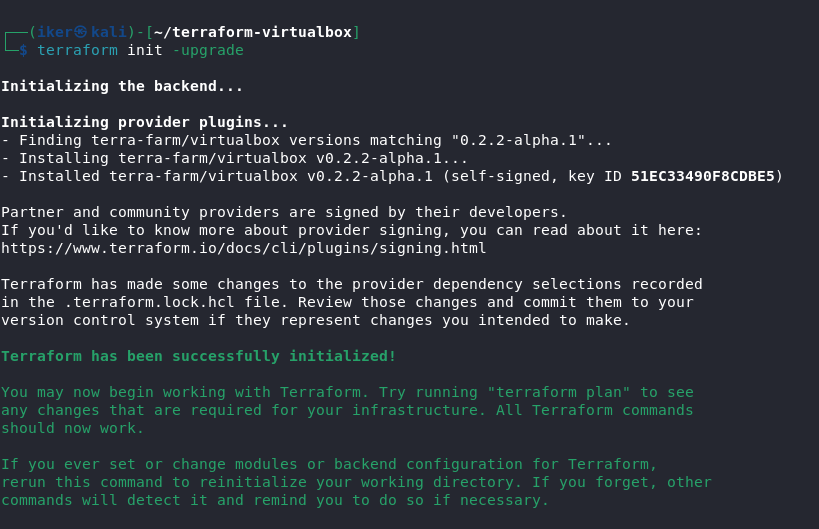 ┌──(iker㉿kali)-[~/terraform-virtualbox]
└─$ terraform init -upgrade
Initializing the backend...
Initializing provider plugins...
- Finding terra-farm/virtualbox versions matching "0.2.2-alpha.1"...
- Installing terra-farm/virtualbox v0.2.2-alpha.1...
- Installed terra-farm/virtualbox v0.2.2-alpha.1 (self-signed, key ID 51EC33490F8CDBE5)
Partner and community providers are signed by their developers.
If you'd like to know more about provider signing, you can read about it here:
https://www.terraform.io/docs/cli/plugins/signing.html
Terraform has made some changes to the provider dependency selections recorded
in the .terraform.lock.hcl file. Review those changes and commit them to your
version control system if they represent changes you intended to make.
Terraform has been successfully initialized!
You may now begin working with Terraform. Try running "terraform plan" to see
any changes that are required for your infrastructure. All Terraform commands
should now work.
If you ever set or change modules or backend configuration for Terraform,
rerun this command to reinitialize your working directory. If you forget, other
commands will detect it and remind you to do so if necessary.